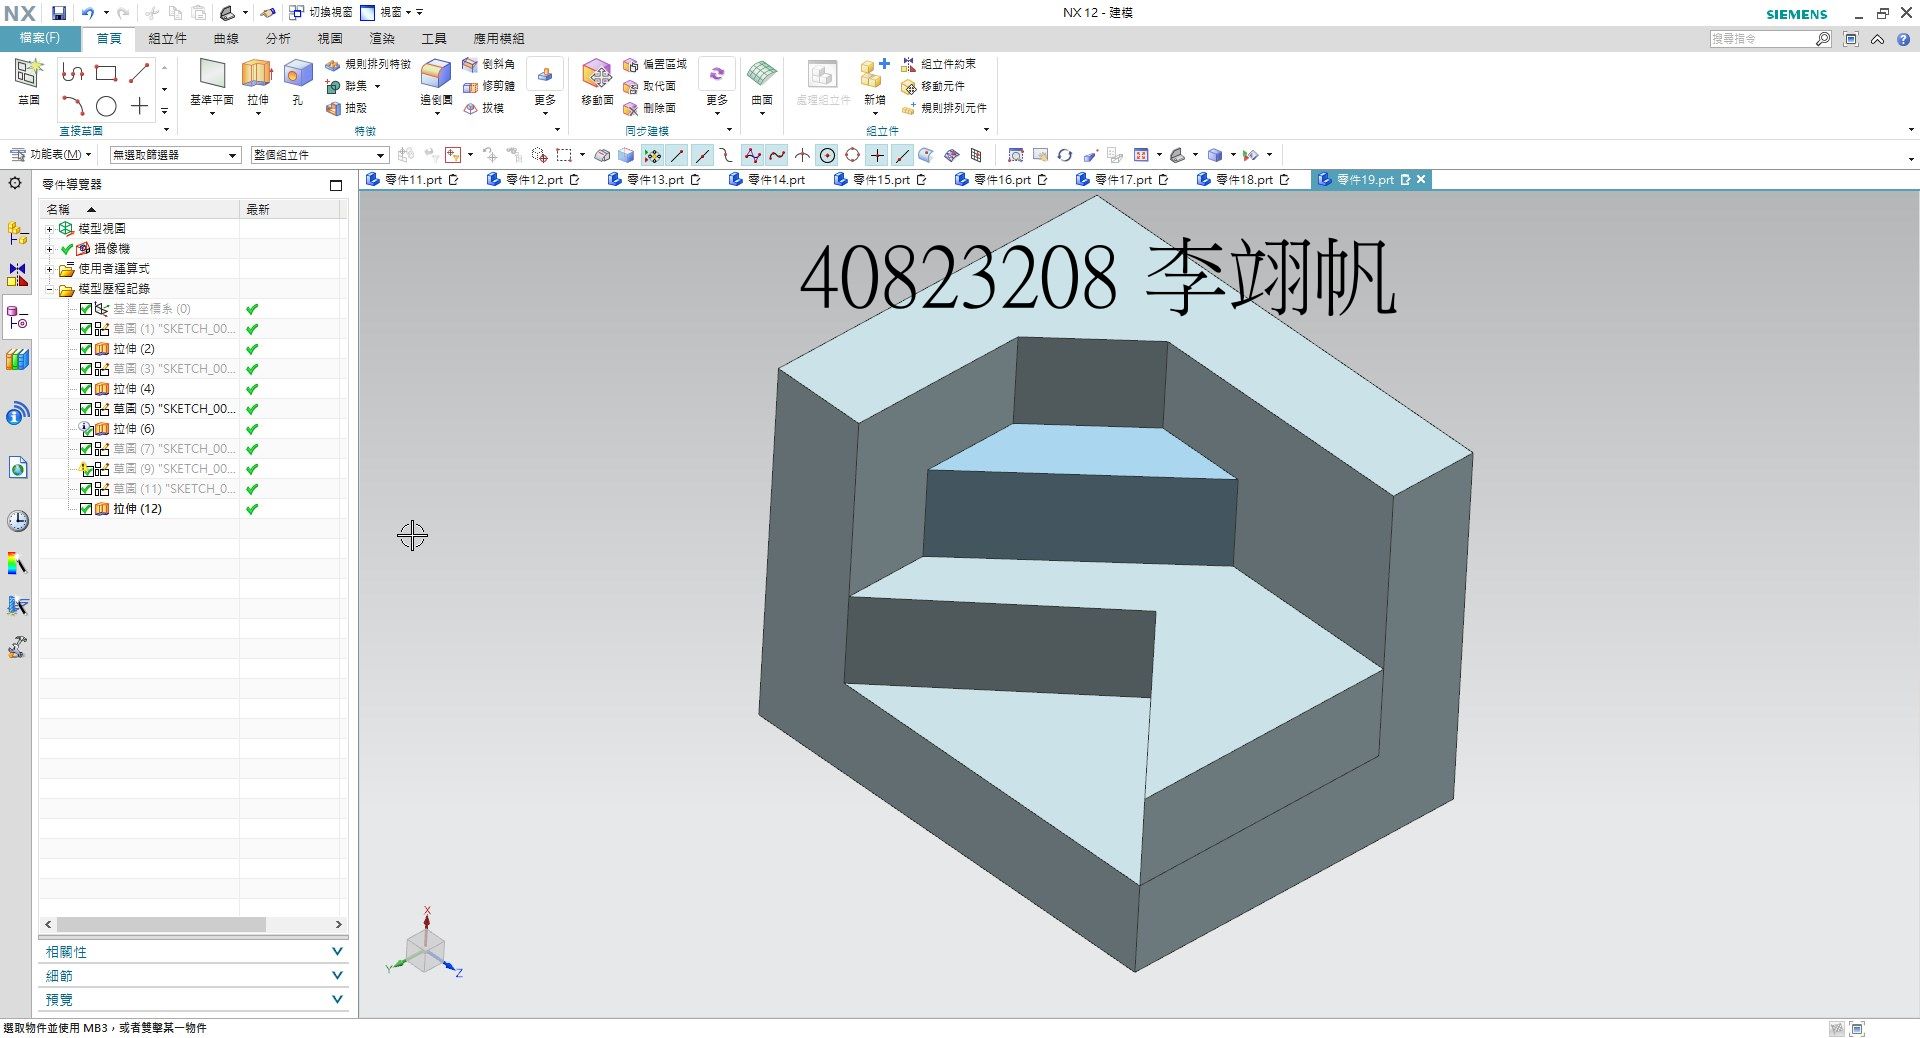 NX 切換視窗 視窗 NX 12 - 建模 SIEMENS
檔案(F) 首頁 組立件 曲線 分析 視圖 渲染 工具 應用模組 搜尋指令
草圖
直接草圖
基準平面 拉伸 孔
規則排列特徵
聯集
抽殼
邊倒圓
倒斜角
修剪體
拔模
更多
特徵
移動面
偏置區域
取代面
刪除面
更多
同步建模
曲面
處理組立件 新增
組立件約束
移動元件
規則排列元件
組立件
功能表(M) 無選取篩選器 整個組立件
零件導覽器
零件11.prt 零件12.prt 零件13.prt 零件14.prt 零件15.prt 零件16.prt 零件17.prt 零件18.prt 零件19.prt
名稱 最新
模型視圖
攝像機
使用者運算式
模型歷程記錄
基準座標系 (0)
草圖 (1) "SKETCH_00...
拉伸 (2)
草圖 (3) "SKETCH_00...
拉伸 (4)
草圖 (5) "SKETCH_00...
拉伸 (6)
草圖 (7) "SKETCH_00...
草圖 (9) "SKETCH_00...
草圖 (11) "SKETCH_0...
拉伸 (12)
40823208 李翊帆
X
Y
Z
相關性
細節
預覽
選取物件並使用 MB3，或者雙擊某一物件